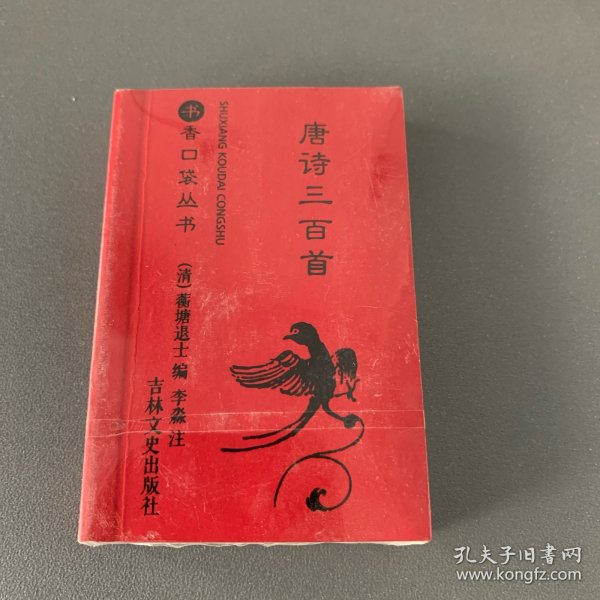 唐诗三百首
书香口袋丛书
SHUXIANG KOUDAI CONGSHU
(清)蘅塘退士 编 李淼 注
吉林文史出版社
孔夫子旧书网
www.kongfz.com